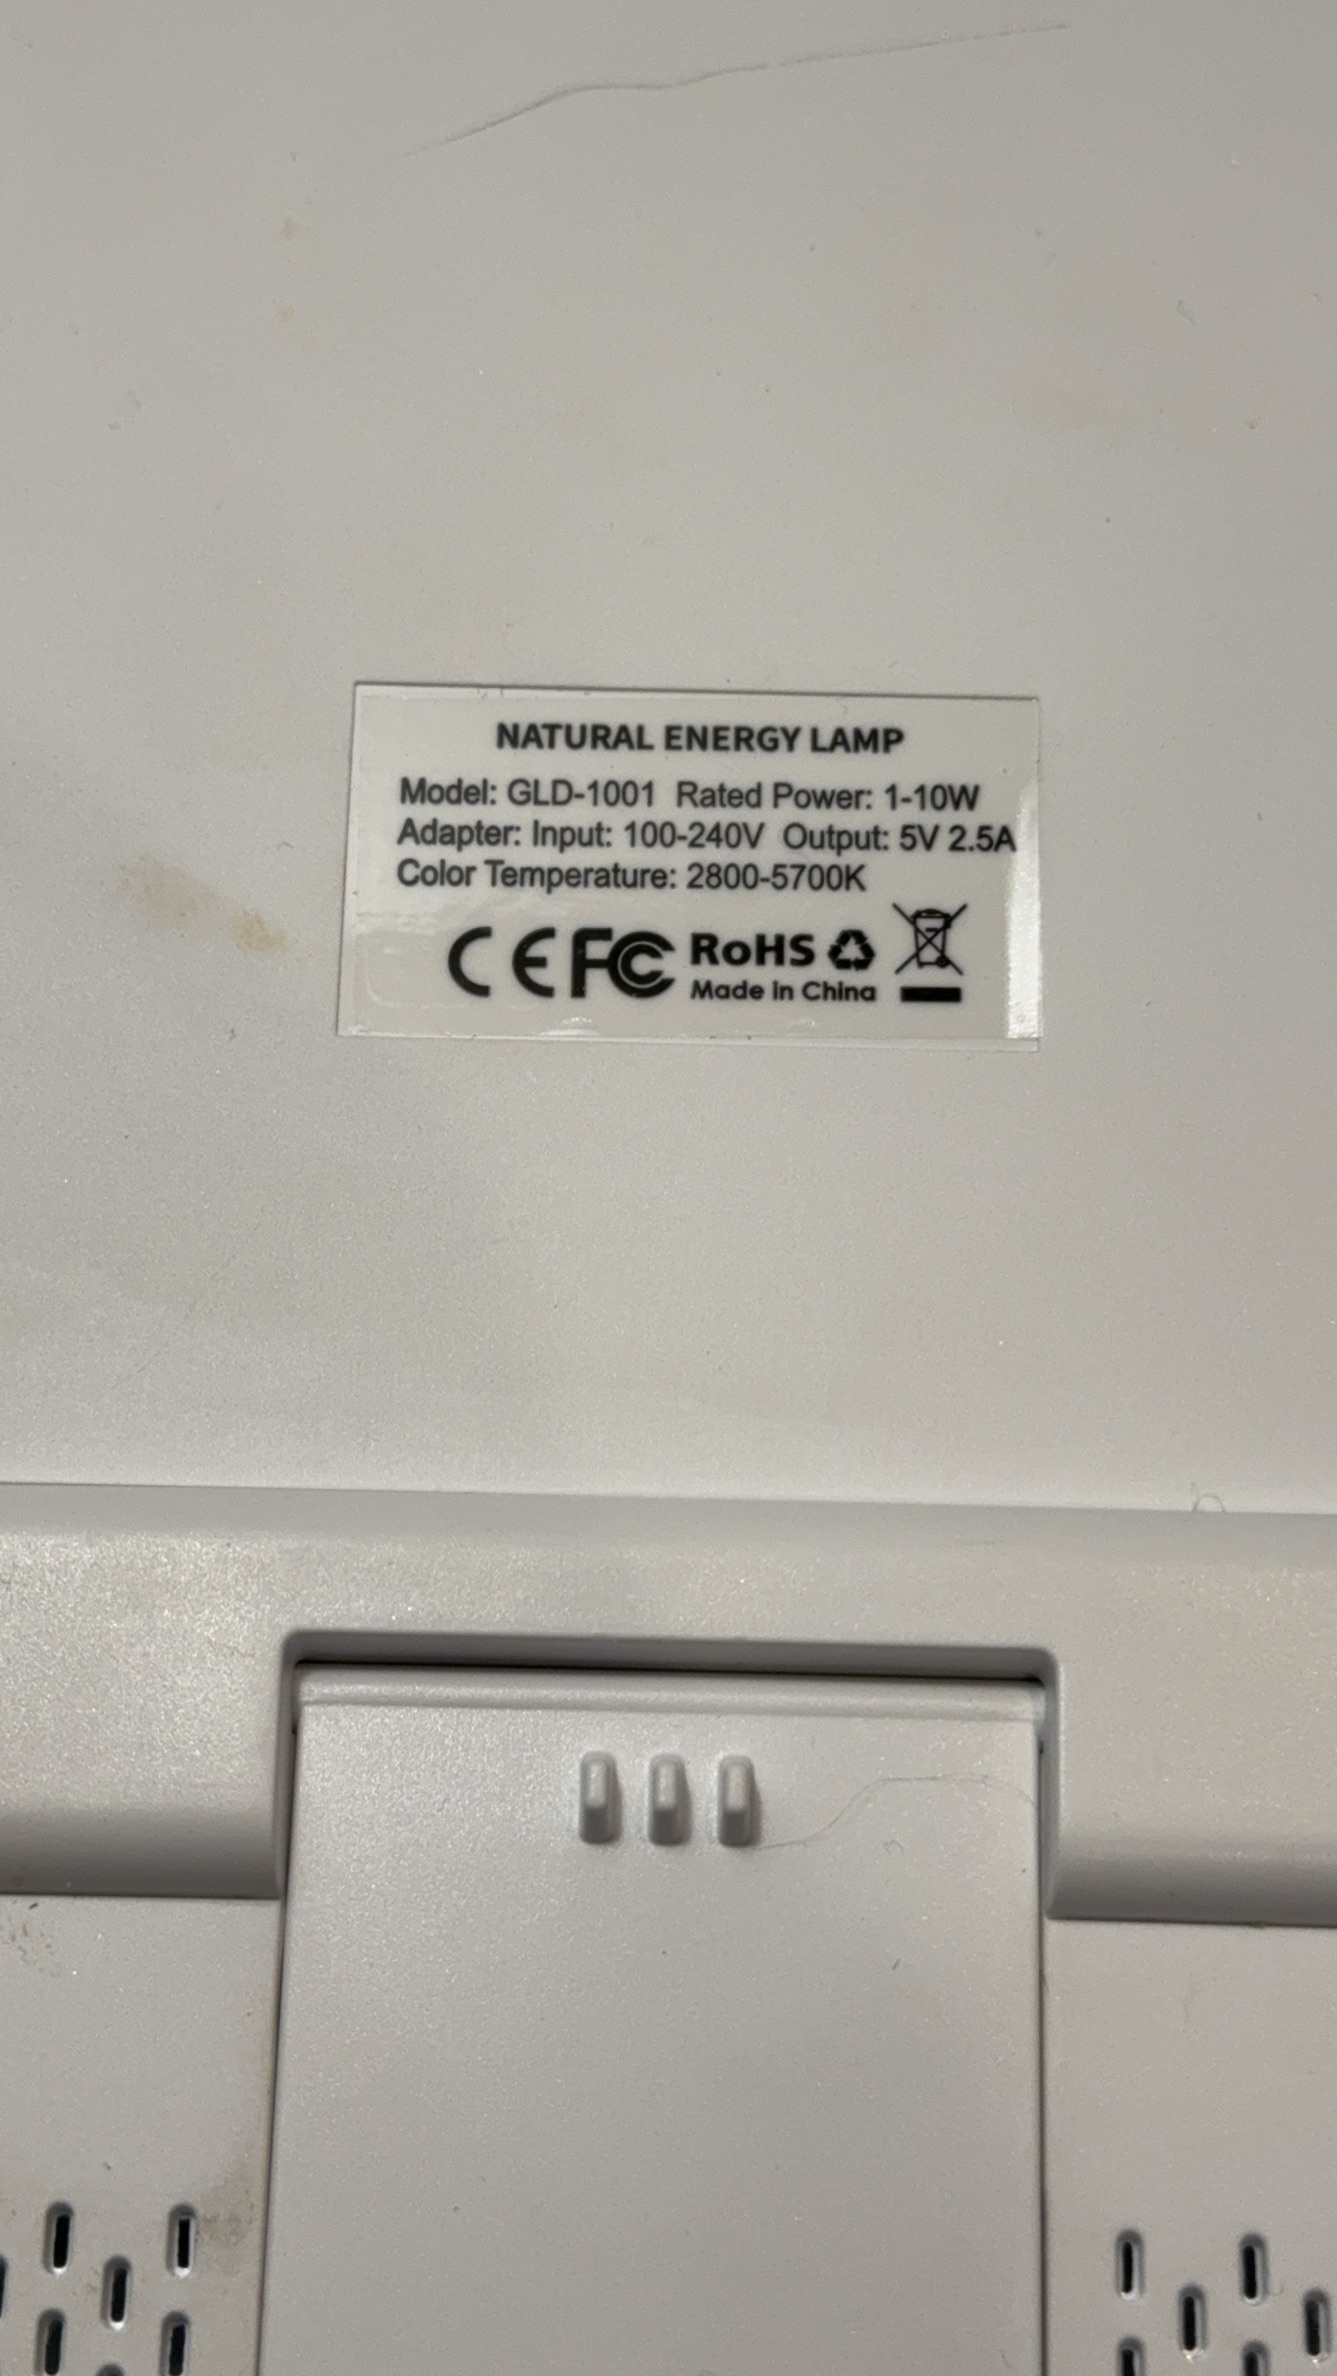 NATURAL ENERGY LAMP
Model: GLD-1001 Rated Power: 1-10W
Adapter: Input: 100-240V Output: 5V 2.5A
Color Temperature: 2800-5700K
CE FC RoHS
Made in China